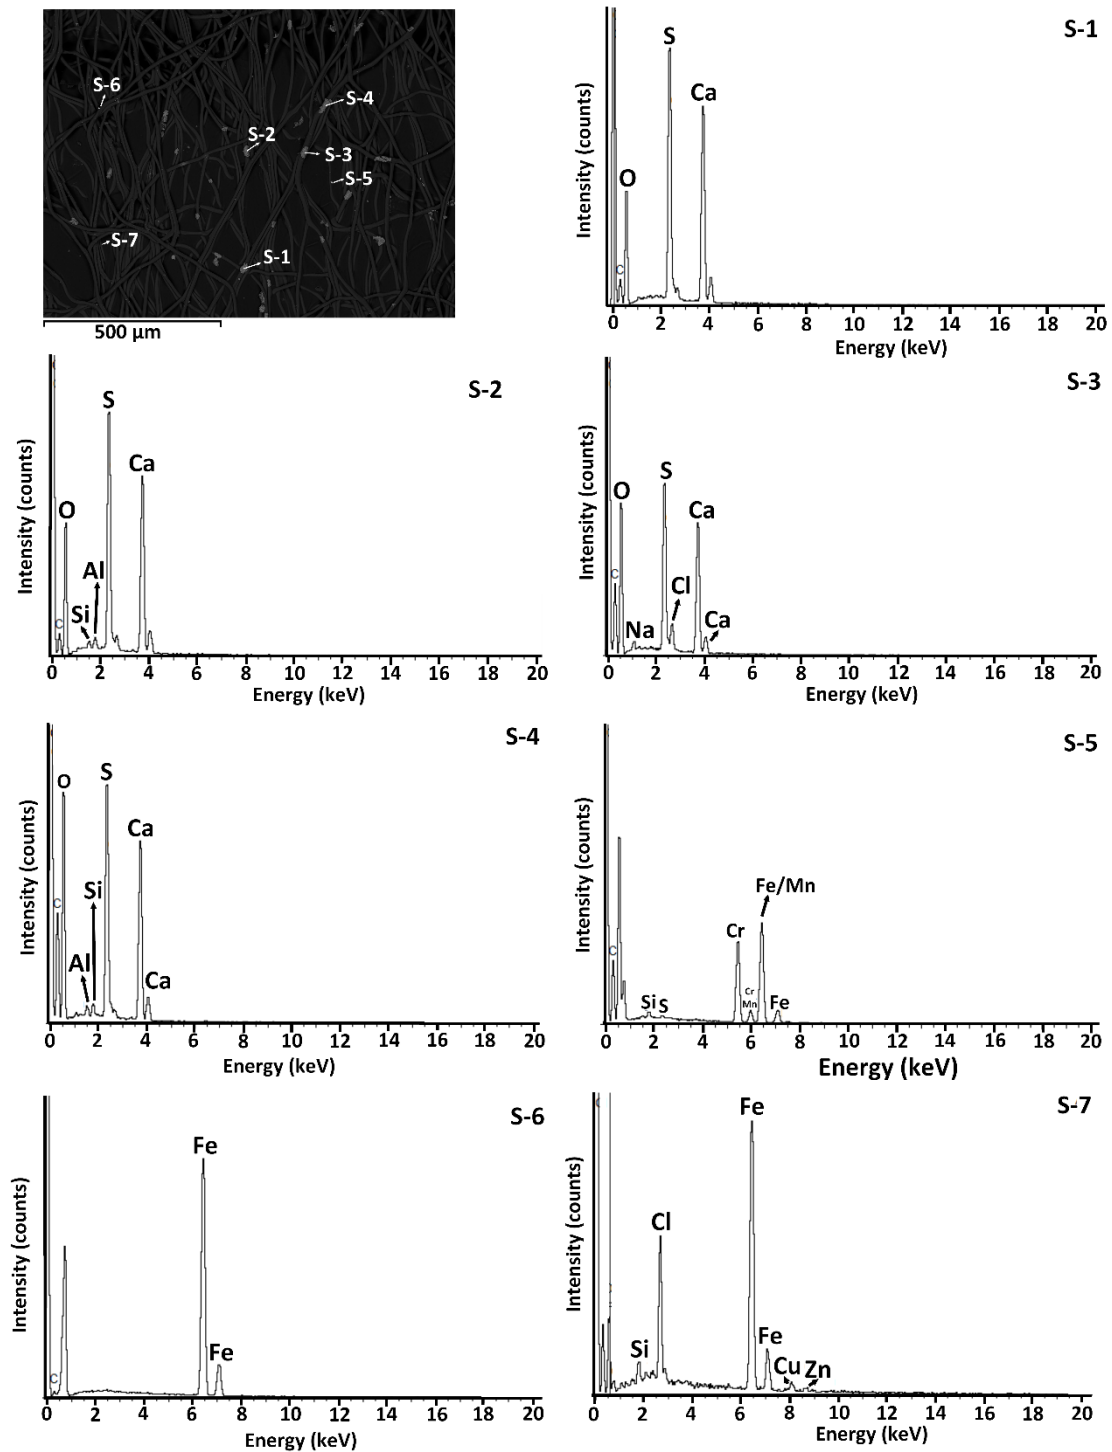 S-6
S-4
S-2
S-3
S-5
S-7
S-1
500 µm
S-1
Intensity (counts)
S
Ca
O
C
0 2 4 6 8 10 12 14 16 18 20
Energy (keV)
S-2
Intensity (counts)
S
Ca
O
Al
Si
C
0 2 4 6 8 10 12 14 16 18 20
Energy (keV)
S-3
Intensity (counts)
S
O
Ca
C
Cl
Na
Ca
0 2 4 6 8 10 12 14 16 18 20
Energy (keV)
S-4
Intensity (counts)
S
O
Ca
C
Si
Al
Ca
0 2 4 6 8 10 12 14 16 18 20
Energy (keV)
S-5
Intensity (counts)
Fe/Mn
Cr
C
Cr
Mn
Si S
Fe
0 2 4 6 8 10 12 14 16 18 20
Energy (keV)
S-6
Intensity (counts)
Fe
Fe
C
0 2 4 6 8 10 12 14 16 18 20
Energy (keV)
S-7
Intensity (counts)
Fe
Cl
Si
Fe
Cu
Zn
0 2 4 6 8 10 12 14 16 18 20
Energy (keV)